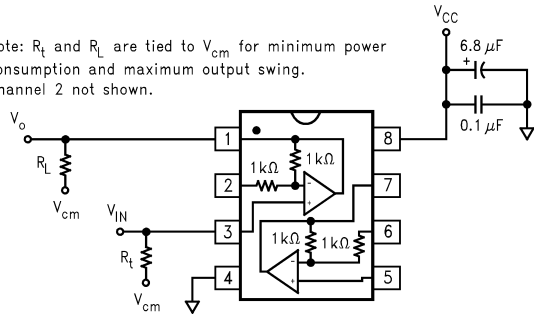 ote: Rt and RL are tied to Vcm for minimum power
onsumption and maximum output swing.
hannel 2 not shown.
VCC
6.8 μF
+
0.1 μF
Vo
RL
Vcm
VIN
Rt
Vcm
1
2
3
4
8
7
6
5
1kΩ
1kΩ
-
+
1kΩ
1kΩ
-
+